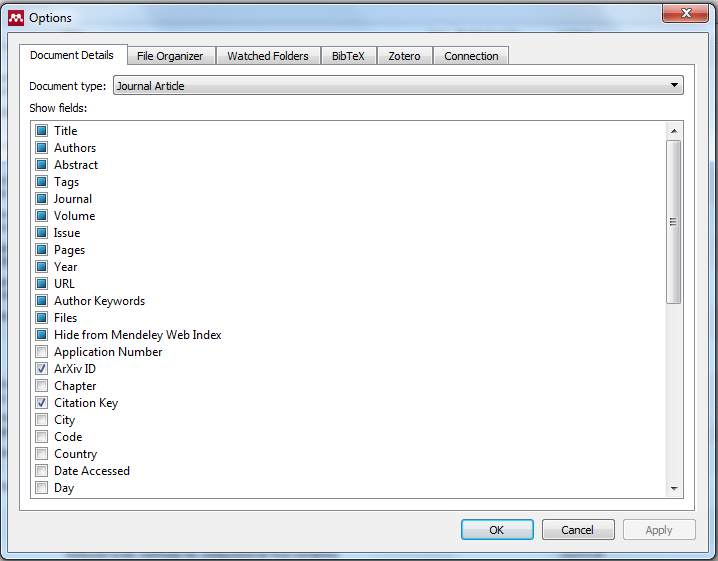 Options
Document Details File Organizer Watched Folders BibTeX Zotero Connection
Document type: Journal Article
Show fields:
Title
Authors
Abstract
Tags
Journal
Volume
Issue
Pages
Year
URL
Author Keywords
Files
Hide from Mendeley Web Index
Application Number
ArXiv ID
Chapter
Citation Key
City
Code
Country
Date Accessed
Day
OK Cancel Apply